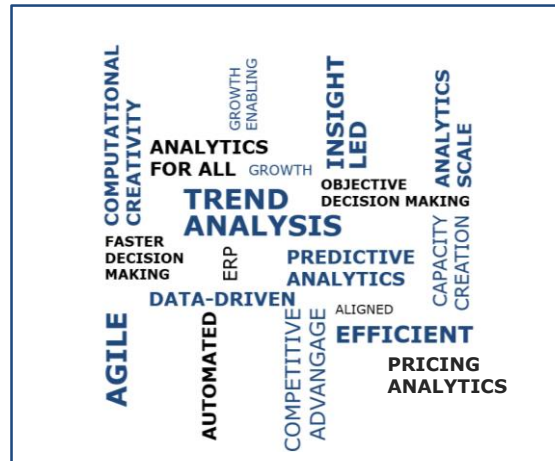 COMPUTATIONAL
CREATIVITY
GROWTH
ENABLING
ANALYTICS
FOR ALL
GROWTH
INSIGHT
LED
ANALYTICS
SCALE
OBJECTIVE
DECISION MAKING
TREND
ANALYSIS
FASTER
DECISION
MAKING
ERP
PREDICTIVE
ANALYTICS
CAPACITY
CREATION
DATA-DRIVEN
AGILE
AUTOMATED
COMPETITIVE
ADVANGAGE
ALIGNED
EFFICIENT
PRICING
ANALYTICS